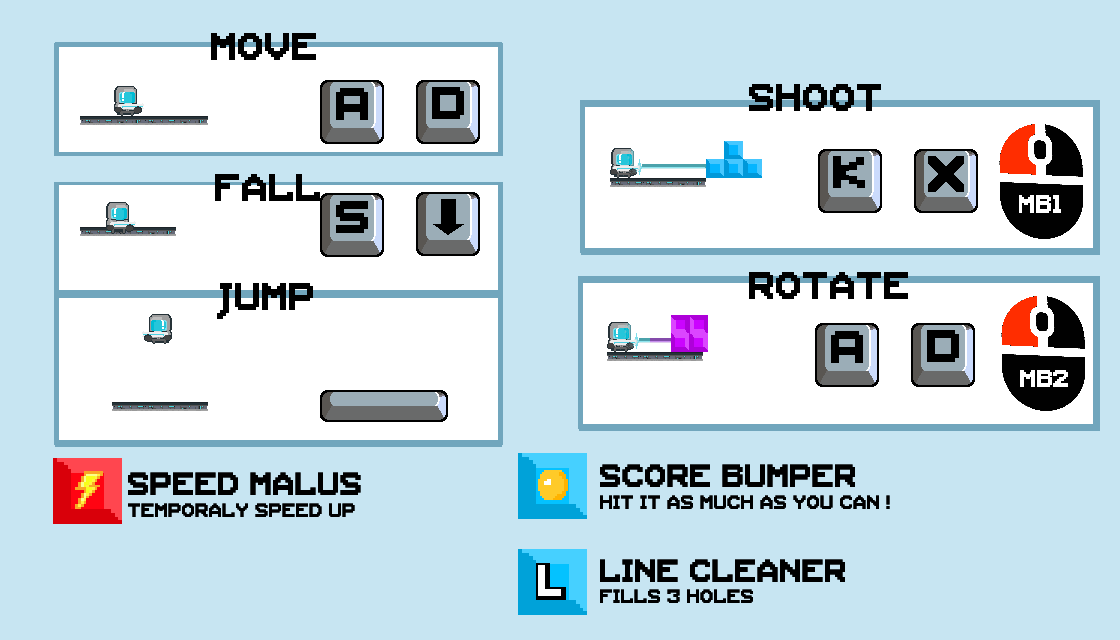 MOVE
A D
FALL
S
JUMP
SHOOT
K X
MB1
ROTATE
A D
MB2
SPEED MALUS
TEMPORALY SPEED UP
SCORE BUMPER
HIT IT AS MUCH AS YOU CAN !
L
LINE CLEANER
FILLS 3 HOLES